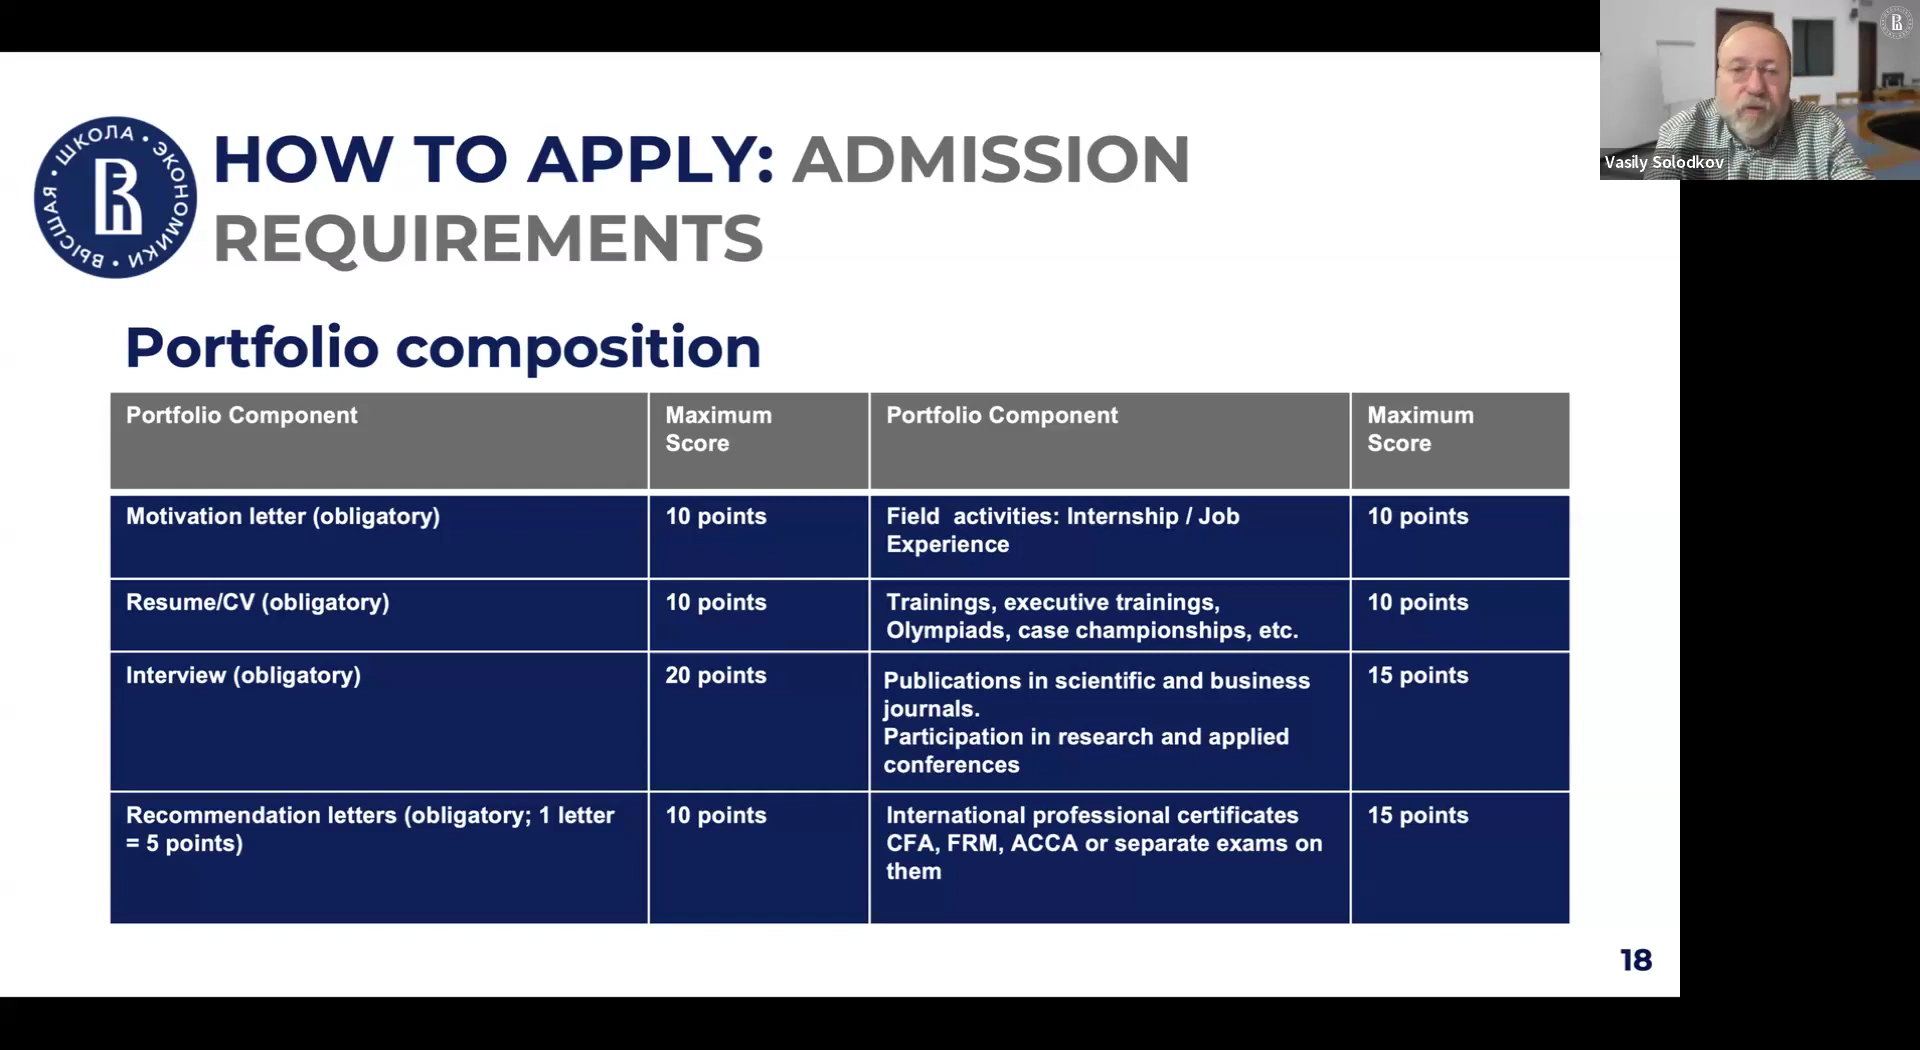 HOW TO APPLY: ADMISSION
REQUIREMENTS
ВЫСШАЯ • ШКОЛА • ЭКОНОМИКИ •
Vasily Solodkov
Portfolio composition
Portfolio Component
Maximum
Score
Portfolio Component
Maximum
Score
Motivation letter (obligatory)
10 points
Field activities: Internship / Job
Experience
10 points
Resume/CV (obligatory)
10 points
Trainings, executive trainings,
Olympiads, case championships, etc.
10 points
Interview (obligatory)
20 points
Publications in scientific and business
journals.
Participation in research and applied
conferences
15 points
Recommendation letters (obligatory; 1 letter
= 5 points)
10 points
International professional certificates
CFA, FRM, ACCA or separate exams on
them
15 points
18